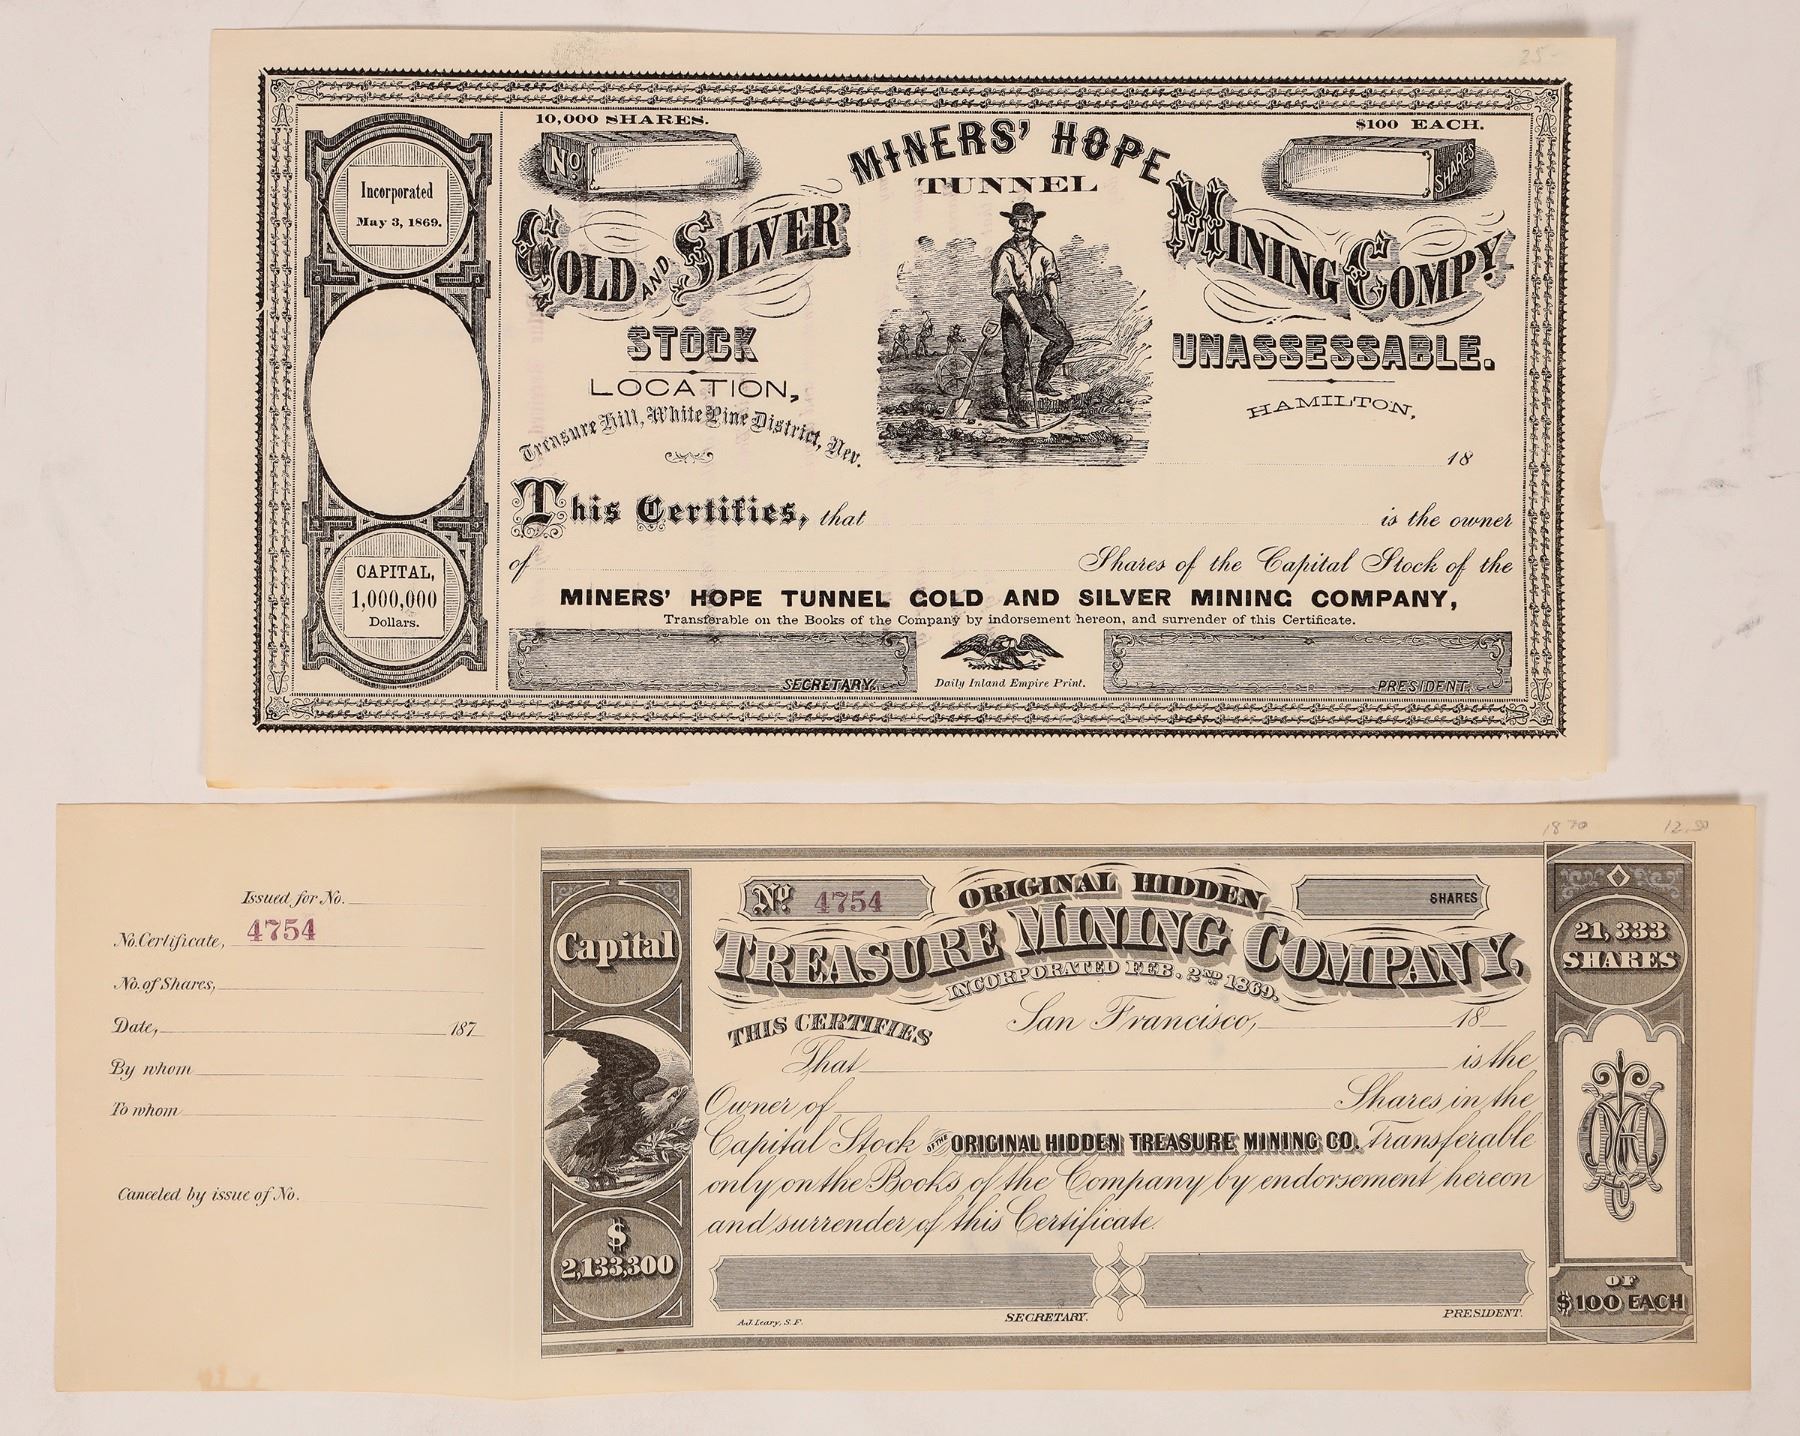 25-
10,000 SHARES.
$100 EACH.
No
SHARES
MINERS' HOPE
TUNNEL
GOLD AND SILVER
MINING COMPY.
Incorporated
May 3, 1869.
STOCK
UNASSESSABLE.
LOCATION,
Treasure Hill, White Pine District, Nev.
HAMILTON,
18
This Certifies, that is the owner
of Shares of the Capital Stock of the
MINERS' HOPE TUNNEL GOLD AND SILVER MINING COMPANY,
Transferable on the Books of the Company by indorsement hereon, and surrender of this Certificate.
CAPITAL,
1,000,000
Dollars.
SECRETARY.
Daily Inland Empire Print.
PRESIDENT.
1870 12.50
Issued for No.
No. Certificate, 4754
No. of Shares,
Date, 187
By whom
To whom
Canceled by issue of No.
Capital
$
2,133,300
No. 4754
SHARES
ORIGINAL HIDDEN
TREASURE MINING COMPANY,
INCORPORATED FEB. 2ND 1869.
San Francisco, 18
THIS CERTIFIES
That is the
Owner of Shares in the
Capital Stock OF THE ORIGINAL HIDDEN TREASURE MINING CO. Transferable
only on the Books of the Company by endorsement hereon
and surrender of this Certificate.
A.J. Leary, S.F.
SECRETARY.
PRESIDENT.
21,333
SHARES
OF
$100 EACH